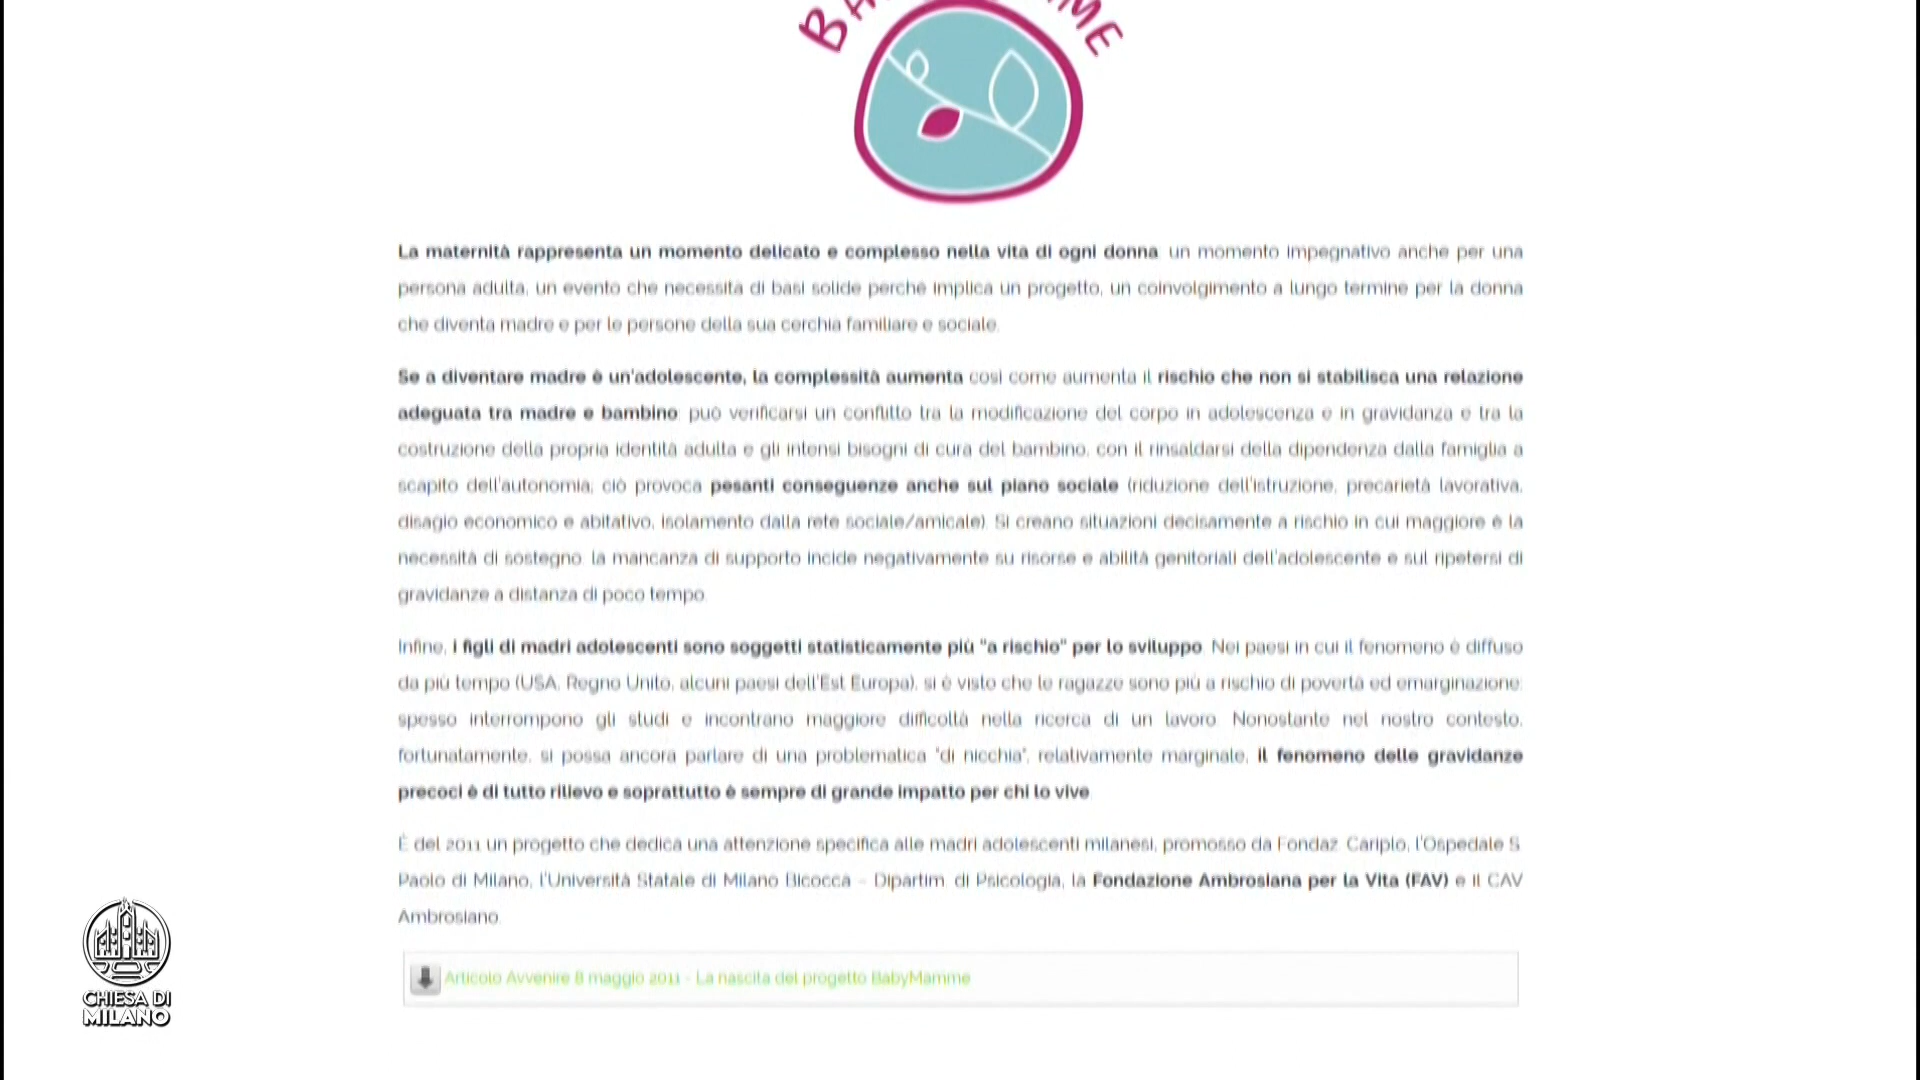 La maternità rappresenta un momento delicato e complesso nella vita di ogni donna un momento impegnativo anche per una
persona adulta, un evento che necessita di basi solide perché implica un progetto, un coinvolgimento a lungo termine per la donna
che diventa madre e per le persone della sua cerchia familiare e sociale.
Se a diventare madre è un'adolescente, la complessità aumenta così come aumenta il rischio che non si stabilisca una relazione
adeguata tra madre e bambino: può verificarsi un conflitto tra la modificazione del corpo in adolescenza e in gravidanza e tra la
costruzione della propria identità adulta e gli intensi bisogni di cura del bambino, con il rinsaldarsi della dipendenza dalla famiglia a
scapito dell'autonomia; ciò provoca pesanti conseguenze anche sul piano sociale (riduzione dell'istruzione, precarietà lavorativa,
disagio economico e abitativo, isolamento dalla rete sociale/amicale). Si creano situazioni decisamente a rischio in cui maggiore è la
necessità di sostegno: la mancanza di supporto incide negativamente su risorse e abilità genitoriali dell'adolescente e sul ripetersi di
gravidanze a distanza di poco tempo.
Infine, i figli di madri adolescenti sono soggetti statisticamente più "a rischio" per lo sviluppo. Nei paesi in cui il fenomeno è diffuso
da più tempo (USA, Regno Unito, alcuni paesi dell'Est Europa), si è visto che le ragazze sono più a rischio di povertà ed emarginazione:
spesso interrompono gli studi e incontrano maggiore difficoltà nella ricerca di un lavoro. Nonostante nel nostro contesto,
fortunatamente, si possa ancora parlare di una problematica "di nicchia", relativamente marginale, il fenomeno delle gravidanze
precoci è di tutto rilievo e soprattutto è sempre di grande impatto per chi lo vive.
È del 2011 un progetto che dedica una attenzione specifica alle madri adolescenti milanesi, promosso da Fondaz. Cariplo, l'Ospedale S.
Paolo di Milano, l'Università Statale di Milano Bicocca – Dipartim. di Psicologia, la Fondazione Ambrosiana per la Vita (FAV) e il CAV
Ambrosiano.
Articolo Avvenire 8 maggio 2011 - La nascita del progetto BabyMamme
CHIESA DI
MILANO